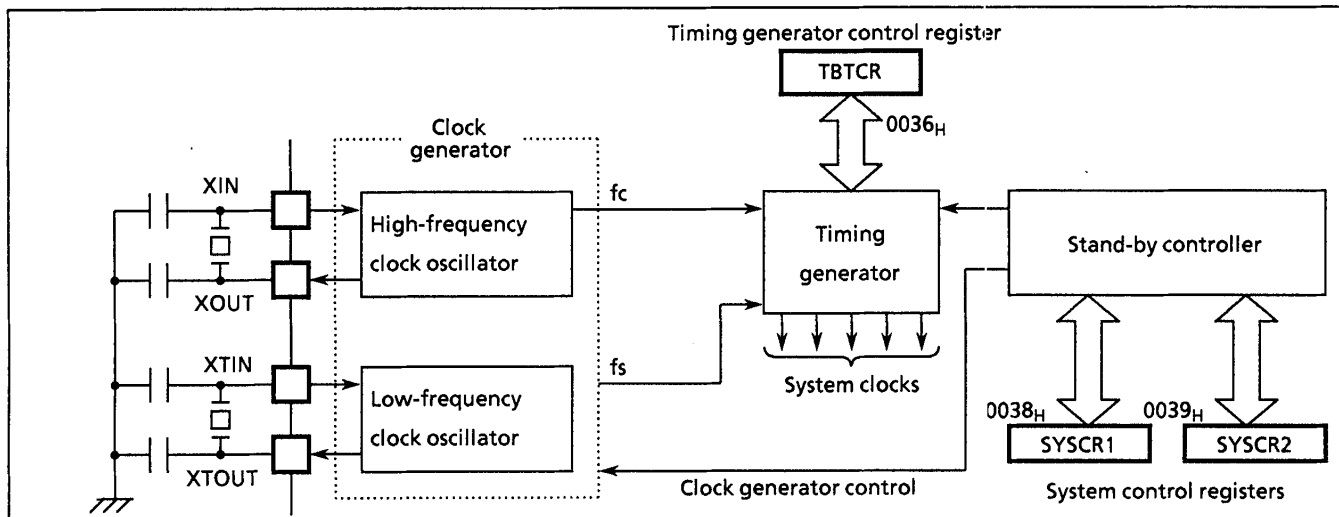 Timing generator control register
TBTCR
0036H
Clock
generator
XIN
High-frequency
clock oscillator
XOUT
fc
Timing
generator
Stand-by controller
XTIN
Low-frequency
clock oscillator
XTOUT
fs
System clocks
0038H
0039H
SYSCR1
SYSCR2
Clock generator control
System control registers